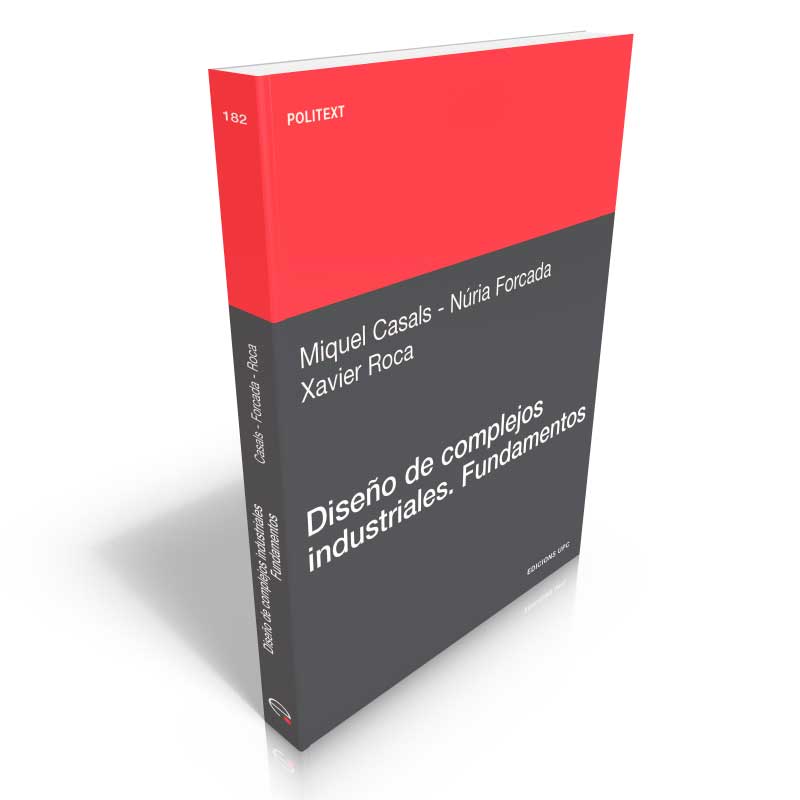 182
POLITEXT
Miquel Casals - Núria Forcada
Xavier Roca
Diseño de complejos
industriales. Fundamentos
EDICIONS UPC
Casals - Forcada - Roca
Diseño de complejos industriales
Fundamentos